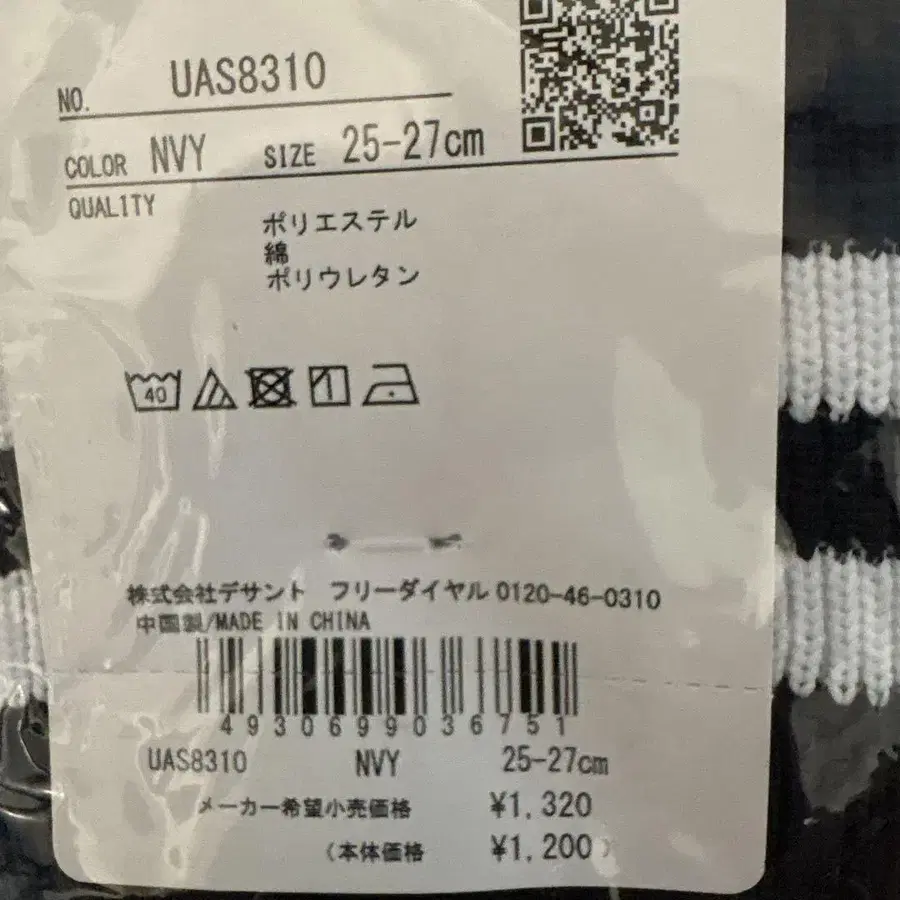 NO. UAS8310
COLOR NVY SIZE 25-27cm
QUALITY
ポリエステル
綿
ポリウレタン
40
株式会社デサント フリーダイヤル 0120-46-0310
中国製/MADE IN CHINA
4930699036751
UAS8310 NVY 25-27cm
メーカー希望小売価格 ¥1,320
(本体価格 ¥1,200)